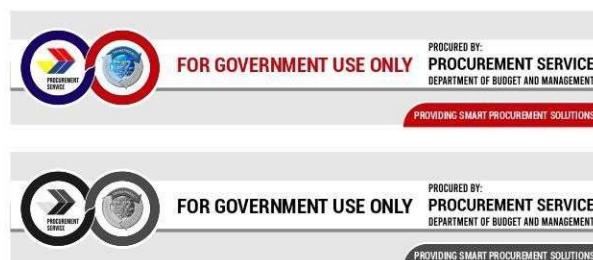 PROCUREMENT
SERVICE
FOR GOVERNMENT USE ONLY
PROCURED BY:
PROCUREMENT SERVICE
DEPARTMENT OF BUDGET AND MANAGEMENT
PROVIDING SMART PROCUREMENT SOLUTIONS
PROCUREMENT
SERVICE
FOR GOVERNMENT USE ONLY
PROCURED BY:
PROCUREMENT SERVICE
DEPARTMENT OF BUDGET AND MANAGEMENT
PROVIDING SMART PROCUREMENT SOLUTIONS